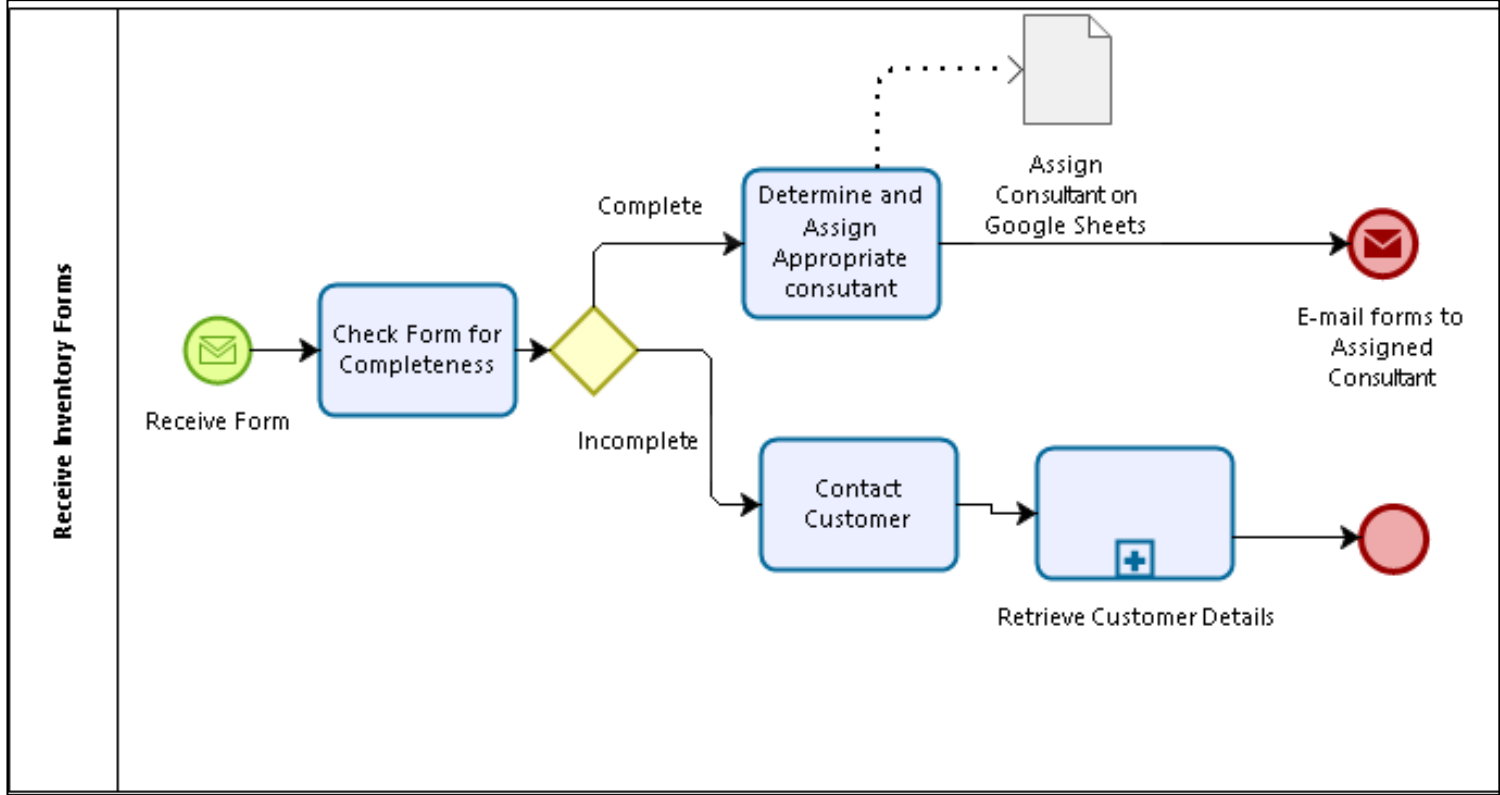 Receive Inventory Forms
Receive Form
Check Form for
Completeness
Complete
Incomplete
Determine and
Assign
Appropriate
consutant
Assign
Consultant on
Google Sheets
E-mail forms to
Assigned
Consultant
Contact
Customer
Retrieve Customer Details